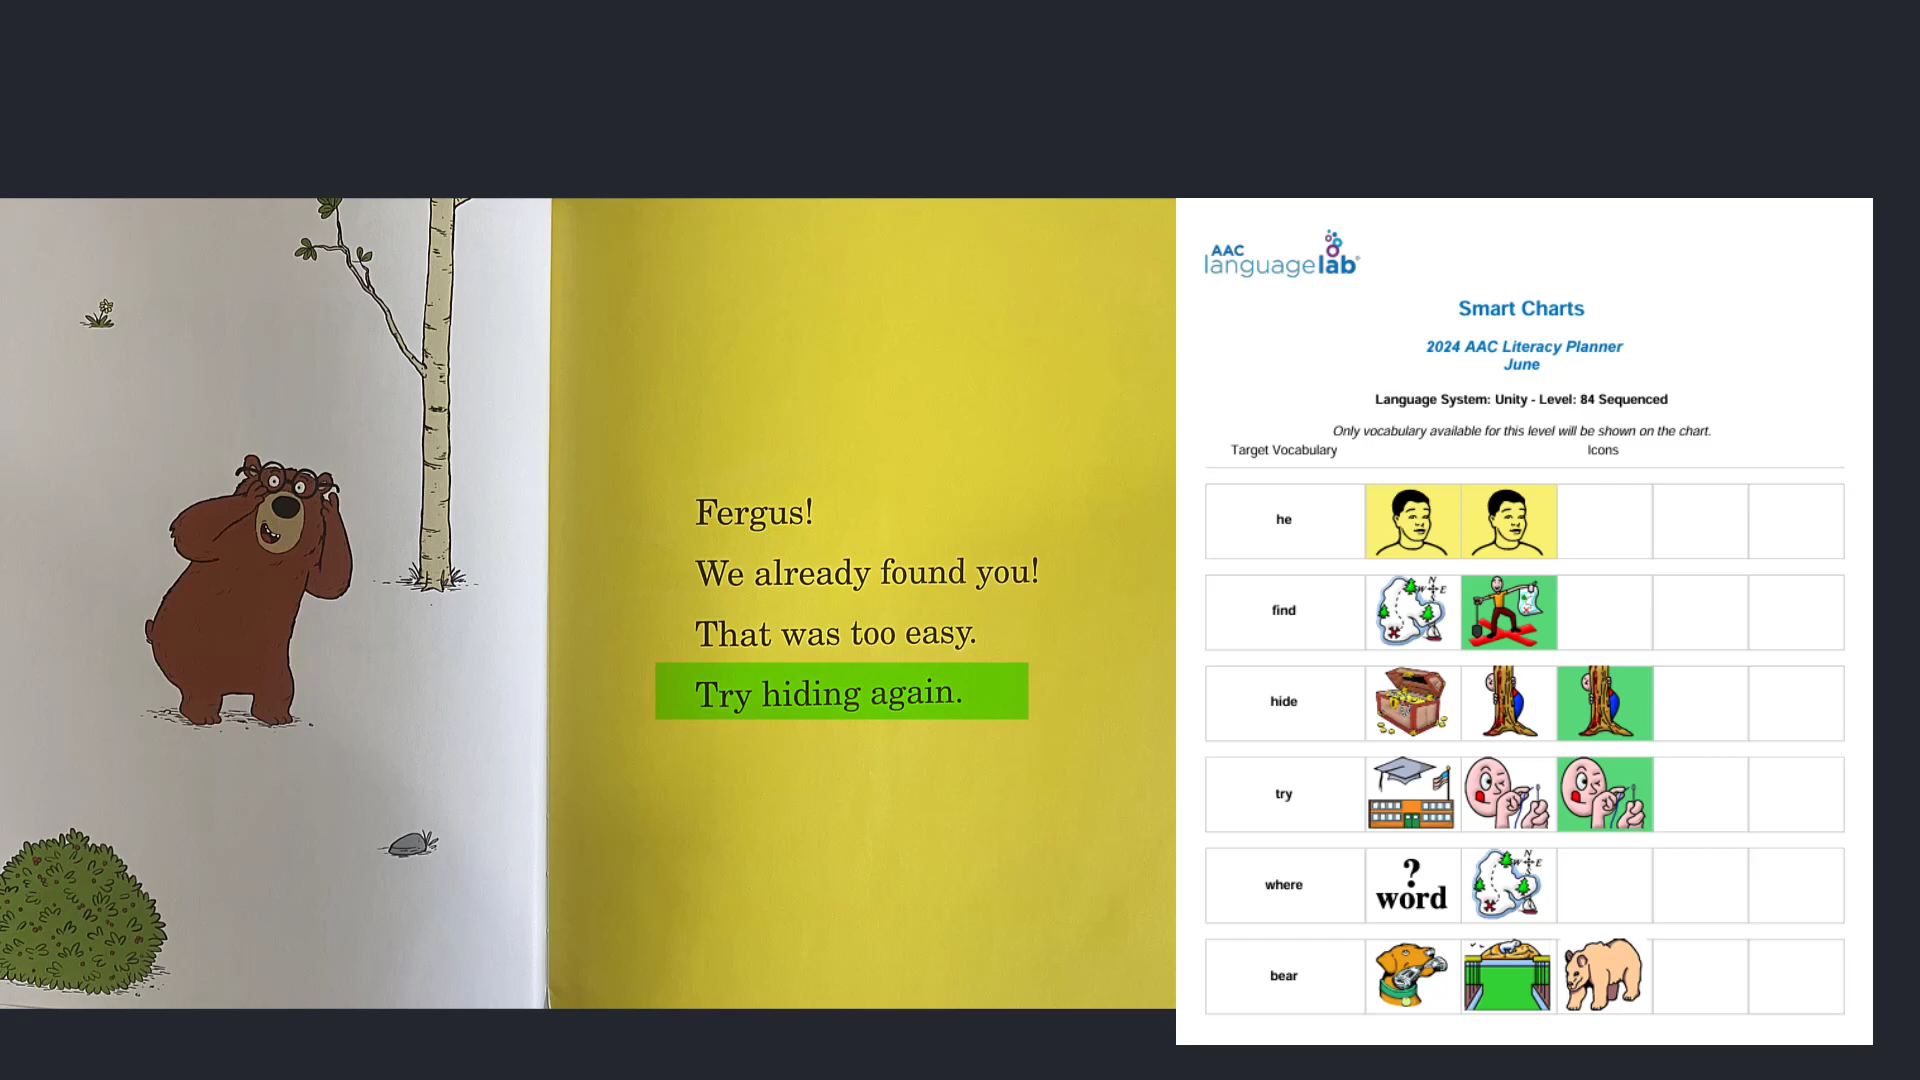 Fergus!
We already found you!
That was too easy.
Try hiding again.
AAC
languagelab®
Smart Charts
2024 AAC Literacy Planner
June
Language System: Unity - Level: 84 Sequenced
Only vocabulary available for this level will be shown on the chart.
Target Vocabulary Icons
he
find
N
W E
hide
try
where
?
word
N
W E
bear